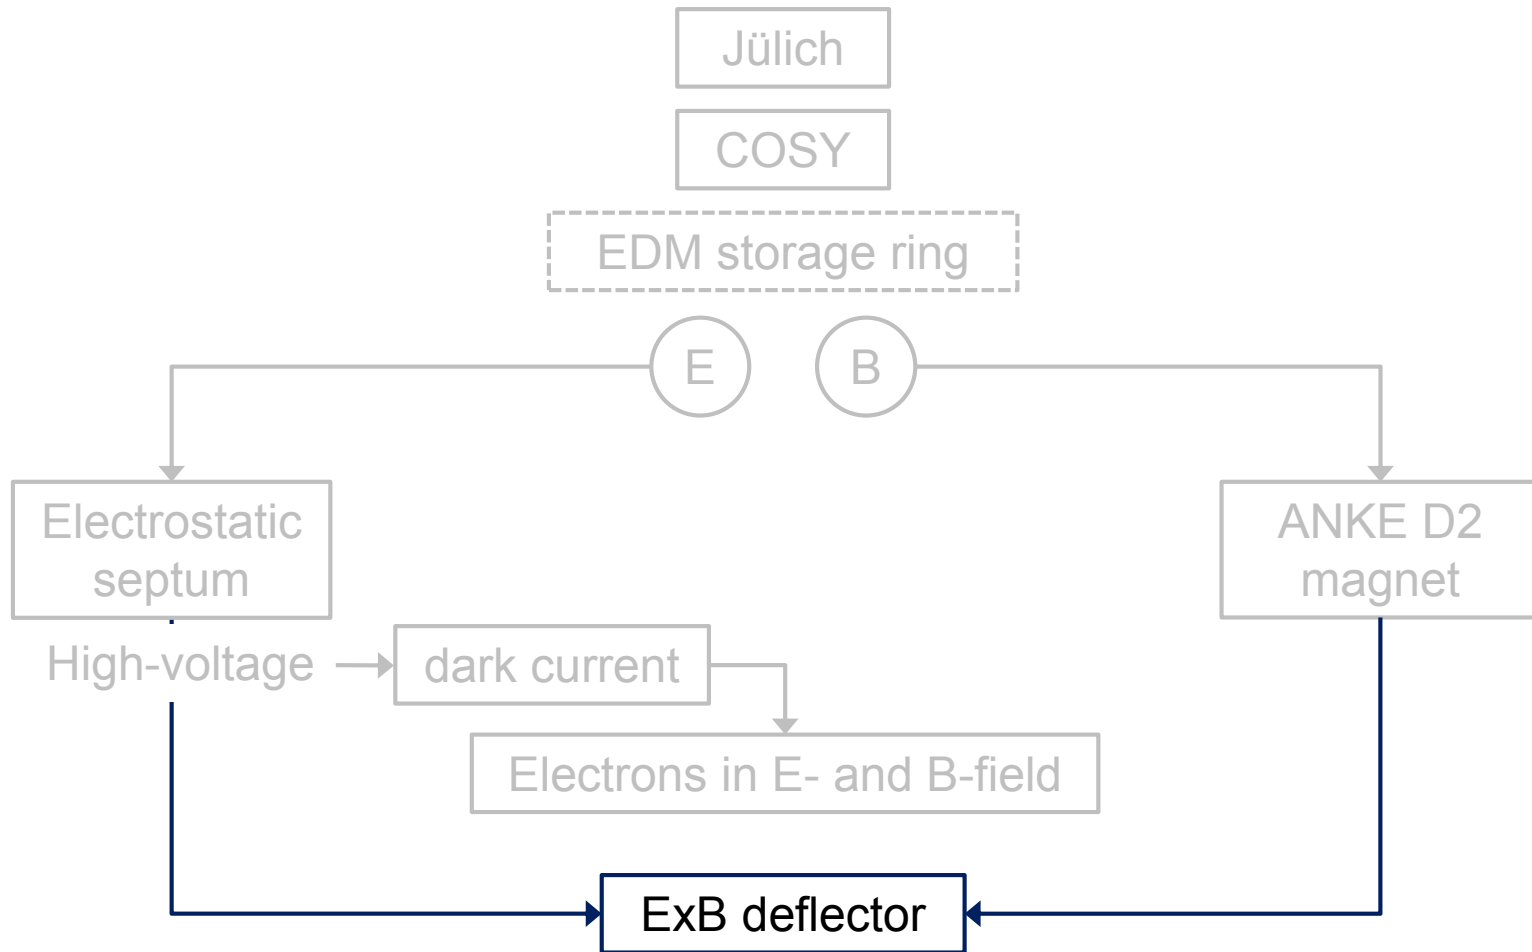 Jülich
COSY
EDM storage ring
E
B
Electrostatic
septum
ANKE D2
magnet
High-voltage
dark current
Electrons in E- and B-field
ExB deflector